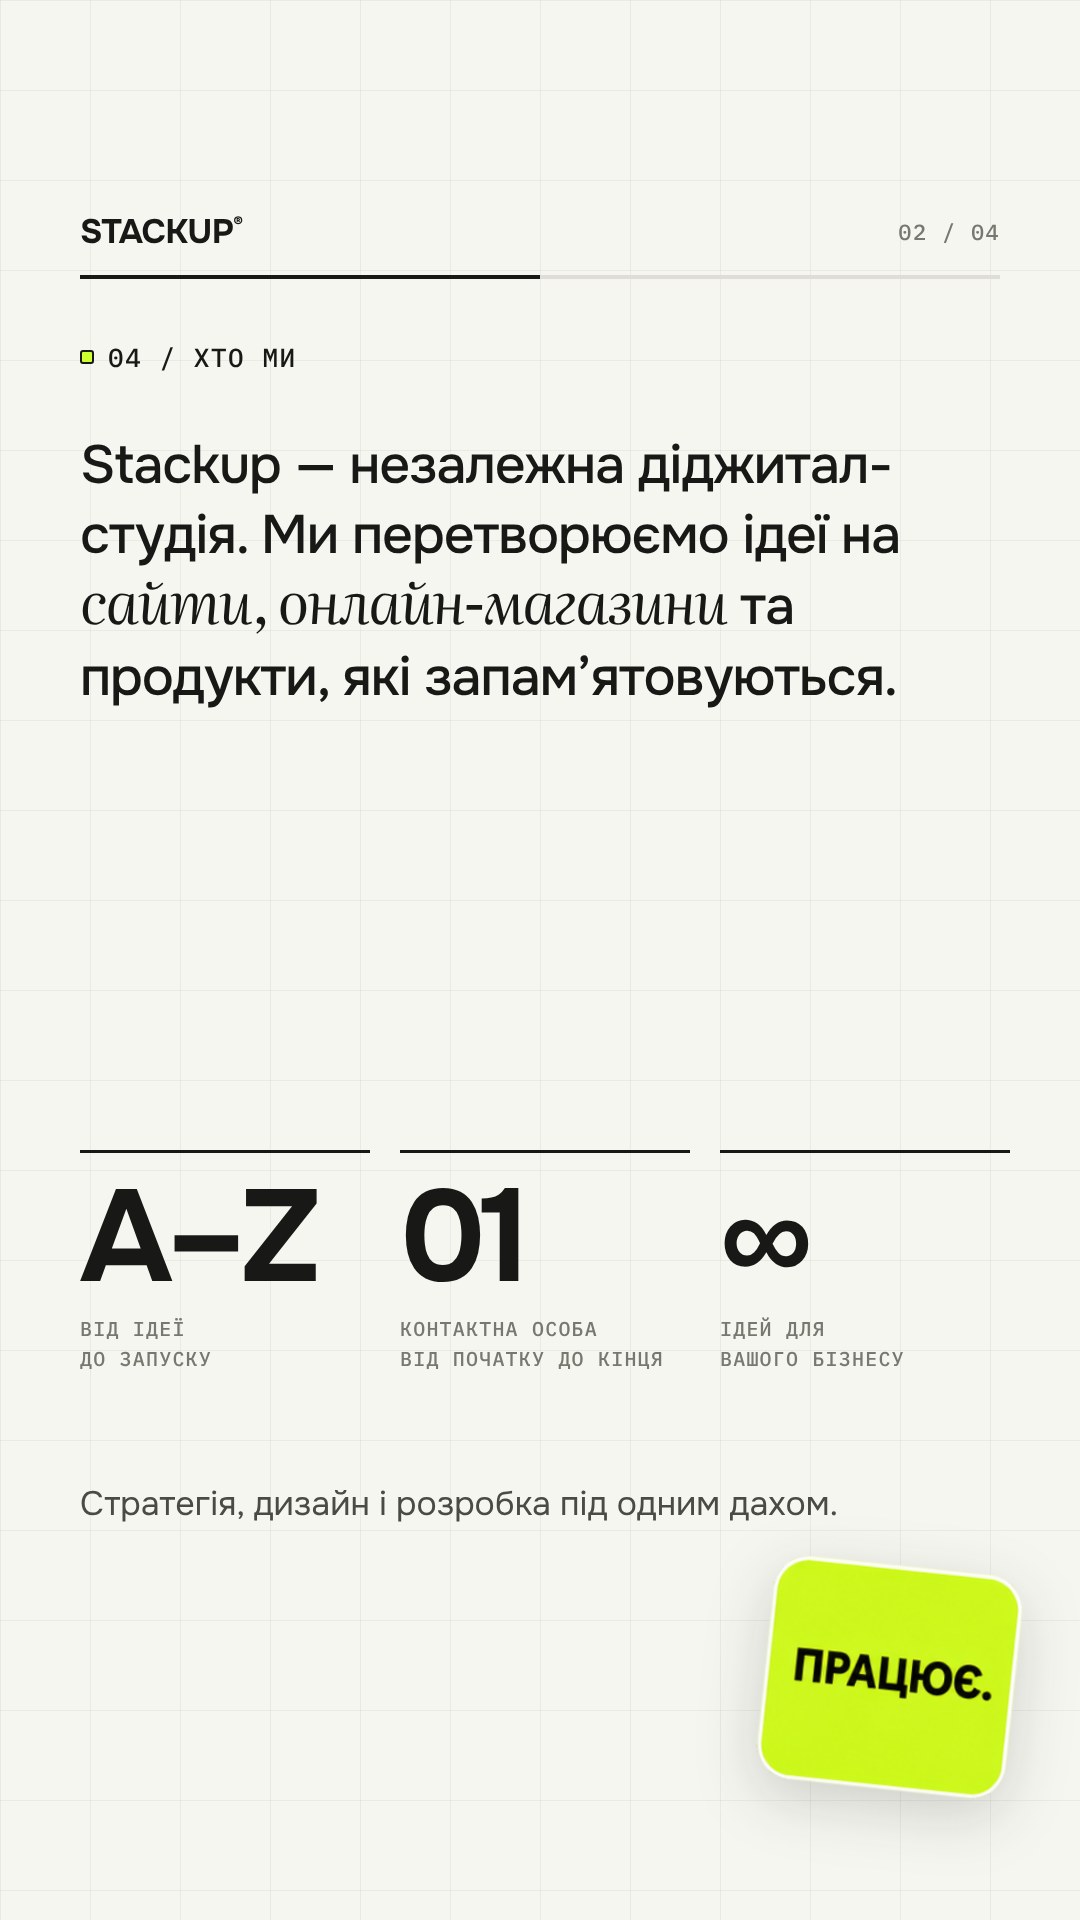 STACKUP®
02 / 04
04 / ХТО МИ
Stackup — незалежна діджитал-
студія. Ми перетворюємо ідеї на
сайти, онлайн-магазини та
продукти, які запам’ятовуються.
A–Z
01
∞
ВІД ІДЕЇ
ДО ЗАПУСКУ
КОНТАКТНА ОСОБА
ВІД ПОЧАТКУ ДО КІНЦЯ
ІДЕЙ ДЛЯ
ВАШОГО БІЗНЕСУ
Стратегія, дизайн і розробка під одним дахом.
ПРАЦЮЄ.